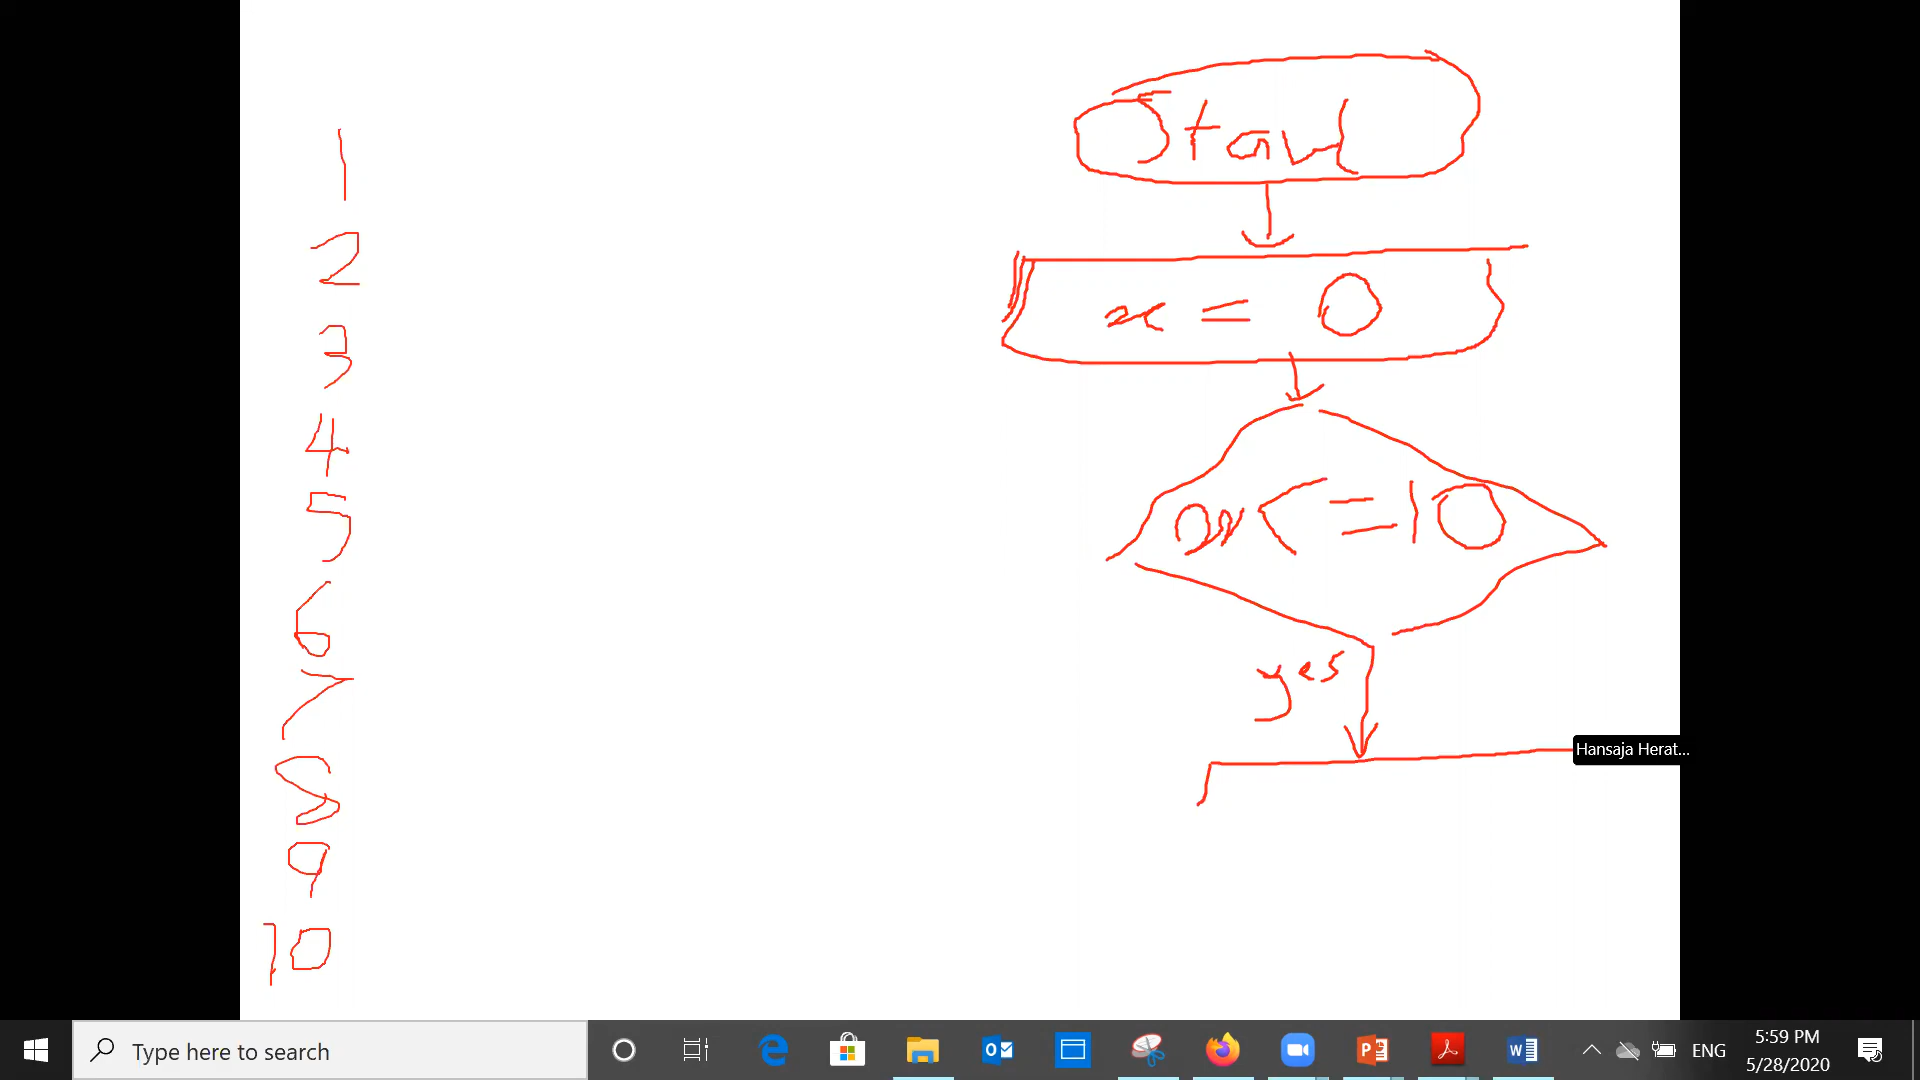 1
2
3
4
5
6
7
8
9
10
Start
x = 0
x<=10
yes
Hansaja Herat...
Type here to search
ENG
5:59 PM
5/28/2020